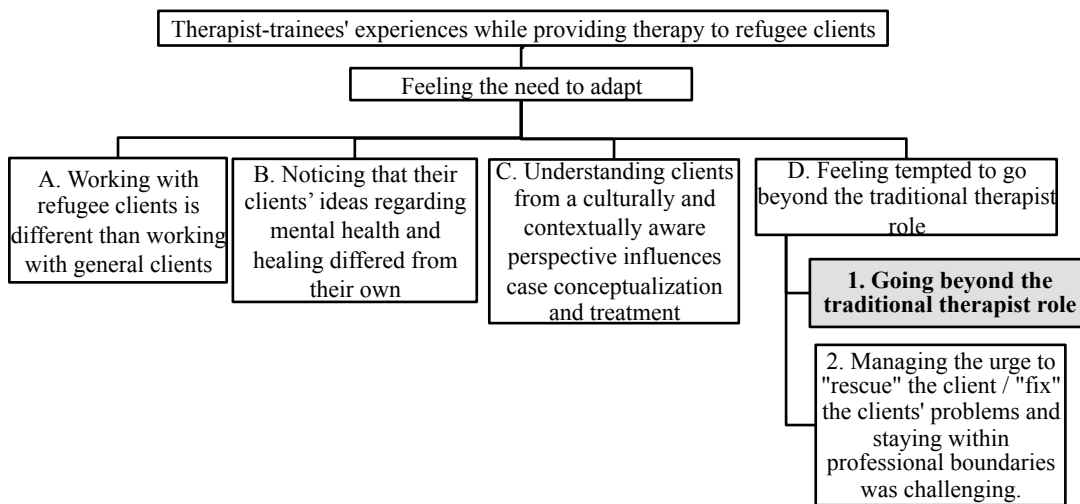 Therapist-trainees' experiences while providing therapy to refugee clients
Feeling the need to adapt
A. Working with
refugee clients is
different than working
with general clients
B. Noticing that their
clients’ ideas regarding
mental health and
healing differed from
their own
C. Understanding clients
from a culturally and
contextually aware
perspective influences
case conceptualization
and treatment
D. Feeling tempted to go
beyond the traditional therapist
role
1. Going beyond the
traditional therapist role
2. Managing the urge to
"rescue" the client / "fix"
the clients' problems and
staying within
professional boundaries
was challenging.